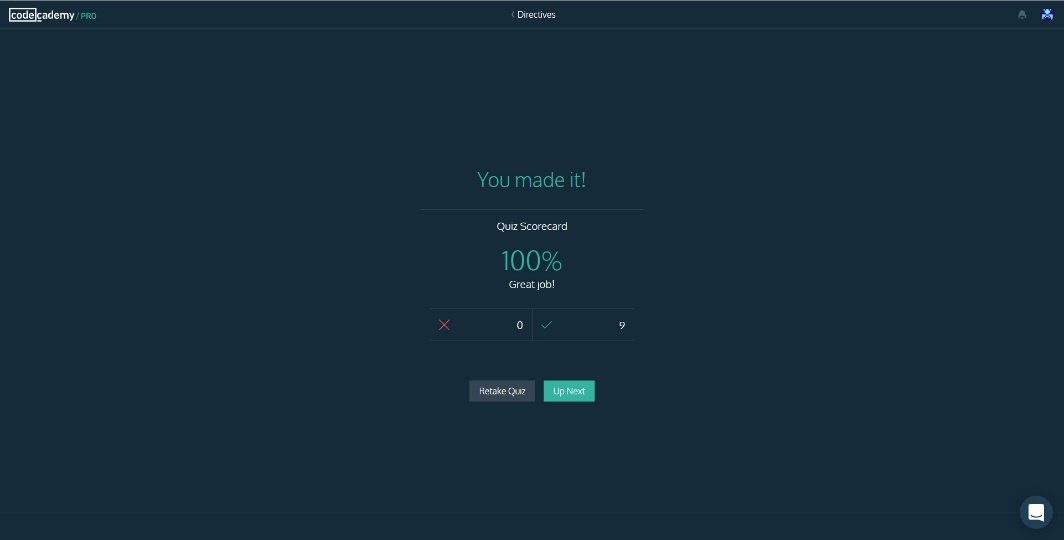 codecademy / PRO
‹ Directives
You made it!
Quiz Scorecard
100%
Great job!
0 9
Retake Quiz
Up Next